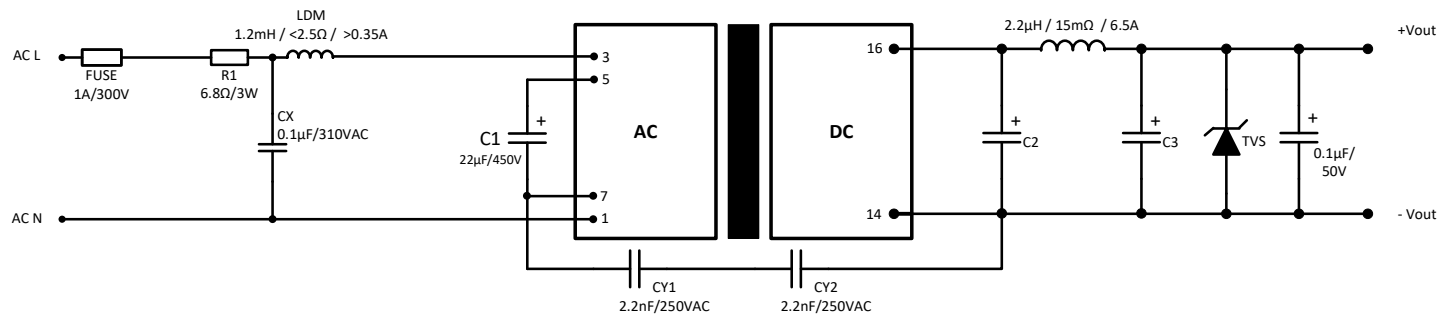 LDM
1.2mH / <2.5Ω / >0.35A
AC L
FUSE
1A/300V
R1
6.8Ω/3W
CX
0.1µF/310VAC
AC N
3
5
C1
+
22µF/450V
7
1
AC
DC
16
14
2.2µH / 15mΩ / 6.5A
+Vout
+
C2
+
C3
TVS
+
0.1µF/
50V
- Vout
CY1
2.2nF/250VAC
CY2
2.2nF/250VAC